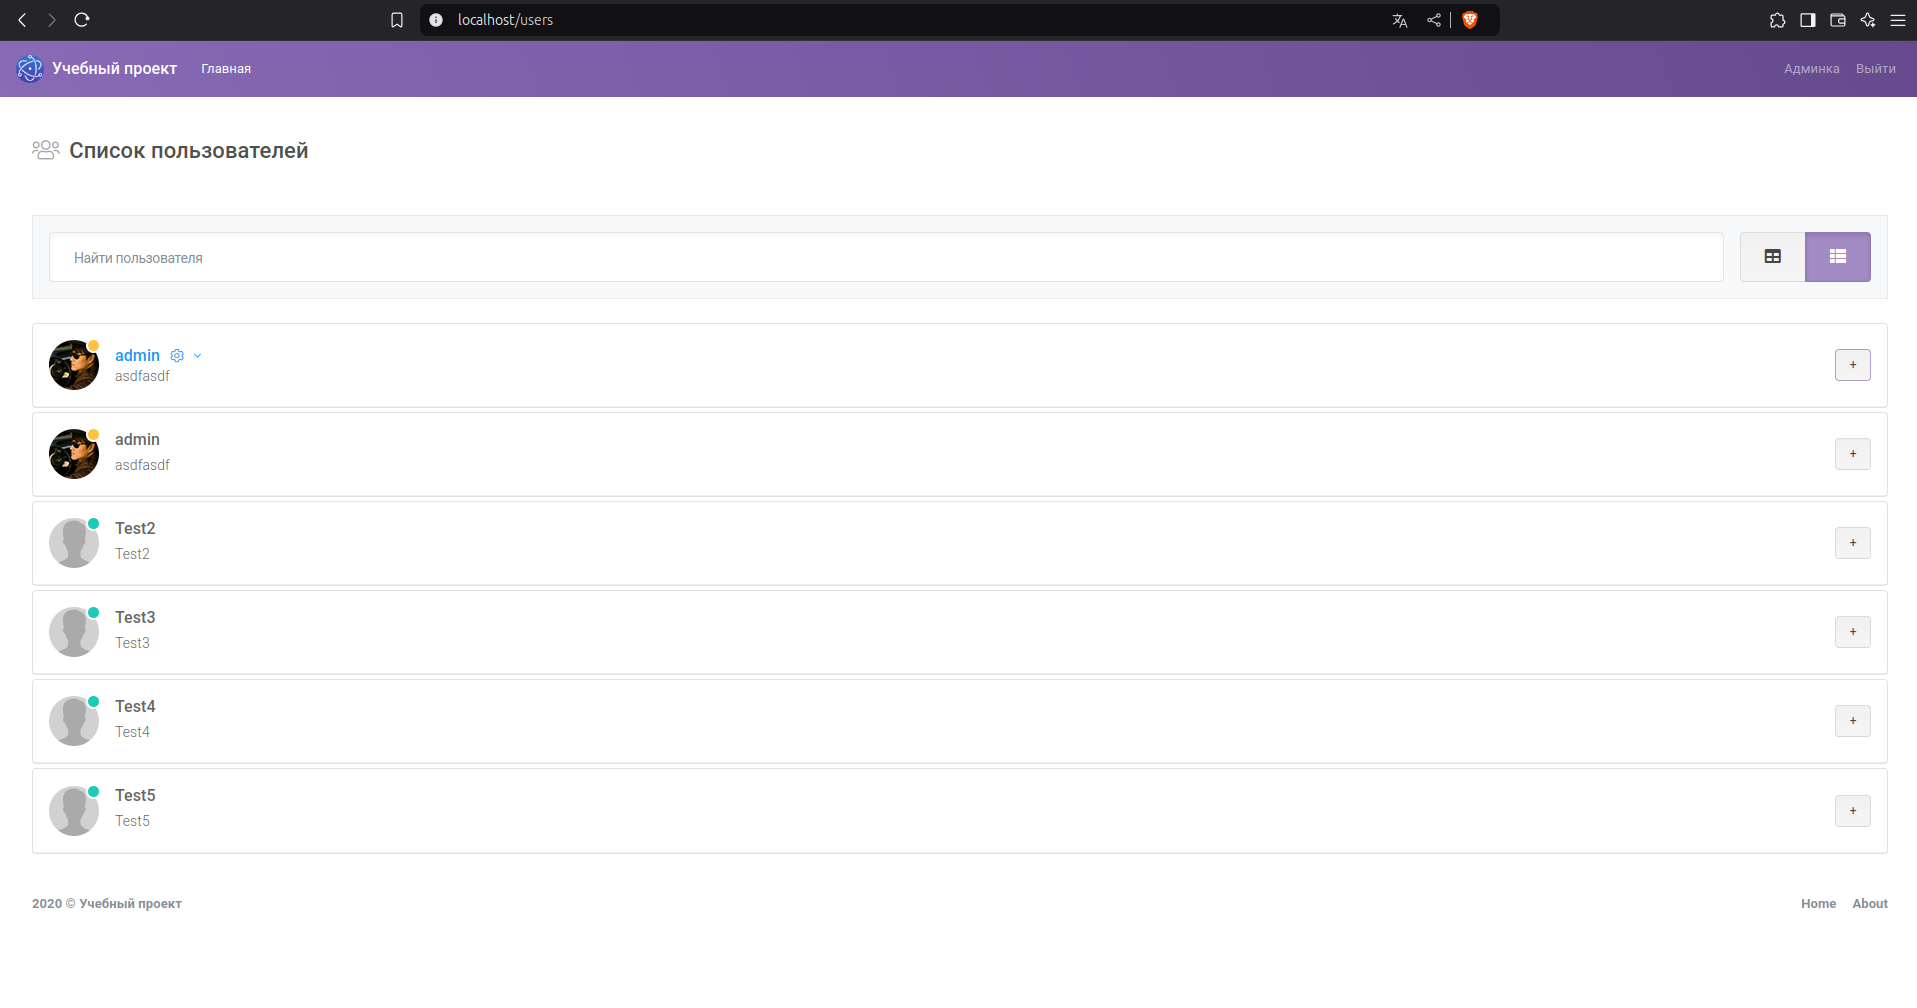 localhost/users
Учебный проект
Главная
Админка
Выйти
Список пользователей
Найти пользователя
admin
asdfasdf
+
admin
asdfasdf
+
Test2
Test2
+
Test3
Test3
+
Test4
Test4
+
Test5
Test5
+
2020 © Учебный проект
Home
About